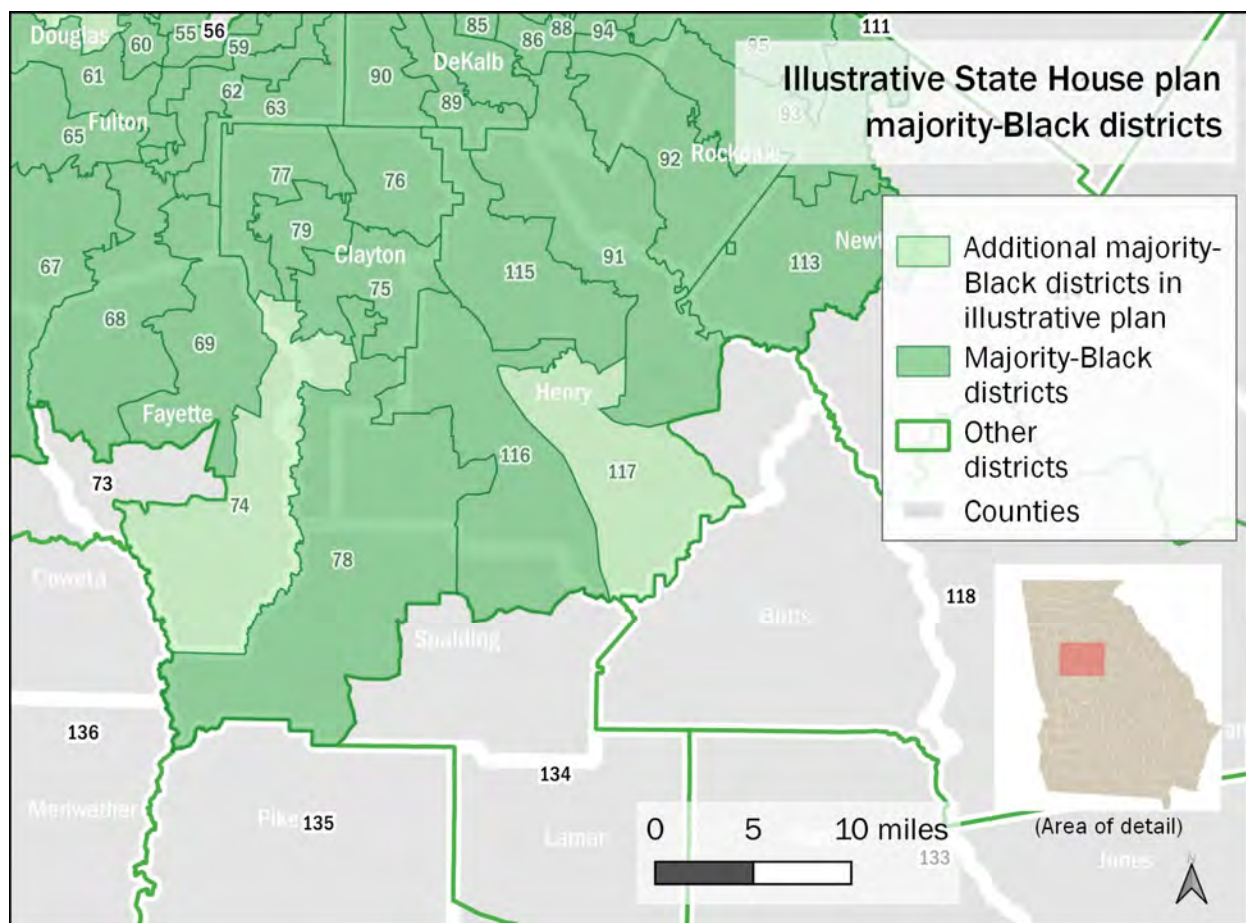 Douglas
60
55
56
59
85
88
94
86
95
111
61
62
63
90
DeKalb
89
Illustrative State House plan
majority-Black districts
93
65
Fulton
92
77
76
79
Clayton
75
115
91
113
67
68
69
Additional majority-
Black districts in
illustrative plan
Majority-Black
districts
Other
districts
Counties
Henry
Fayette
73
74
116
117
78
Coweta
Spalding
Butts
118
136
134
Meriwether
Pike
135
Lamar
0 5 10 miles
133
(Area of detail)
Jones
N